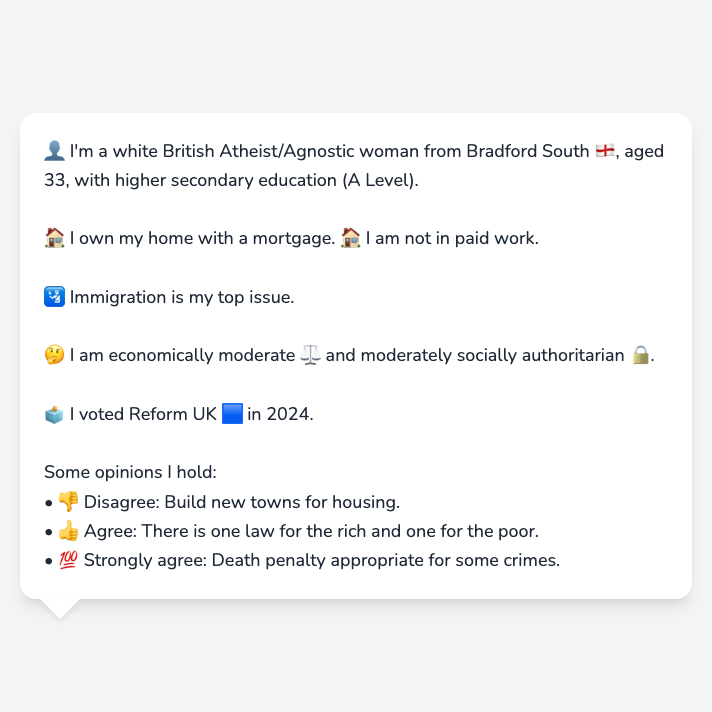 👤 I'm a white British Atheist/Agnostic woman from Bradford South 🏴󠁧󠁢󠁥󠁮󠁧󠁿, aged
33, with higher secondary education (A Level).
🏠 I own my home with a mortgage. 🏠 I am not in paid work.
🛂 Immigration is my top issue.
🤔 I am economically moderate ⚖️ and moderately socially authoritarian 🔒.
🗳️ I voted Reform UK 🟦 in 2024.
Some opinions I hold:
• 👎 Disagree: Build new towns for housing.
• 👍 Agree: There is one law for the rich and one for the poor.
• 💯 Strongly agree: Death penalty appropriate for some crimes.